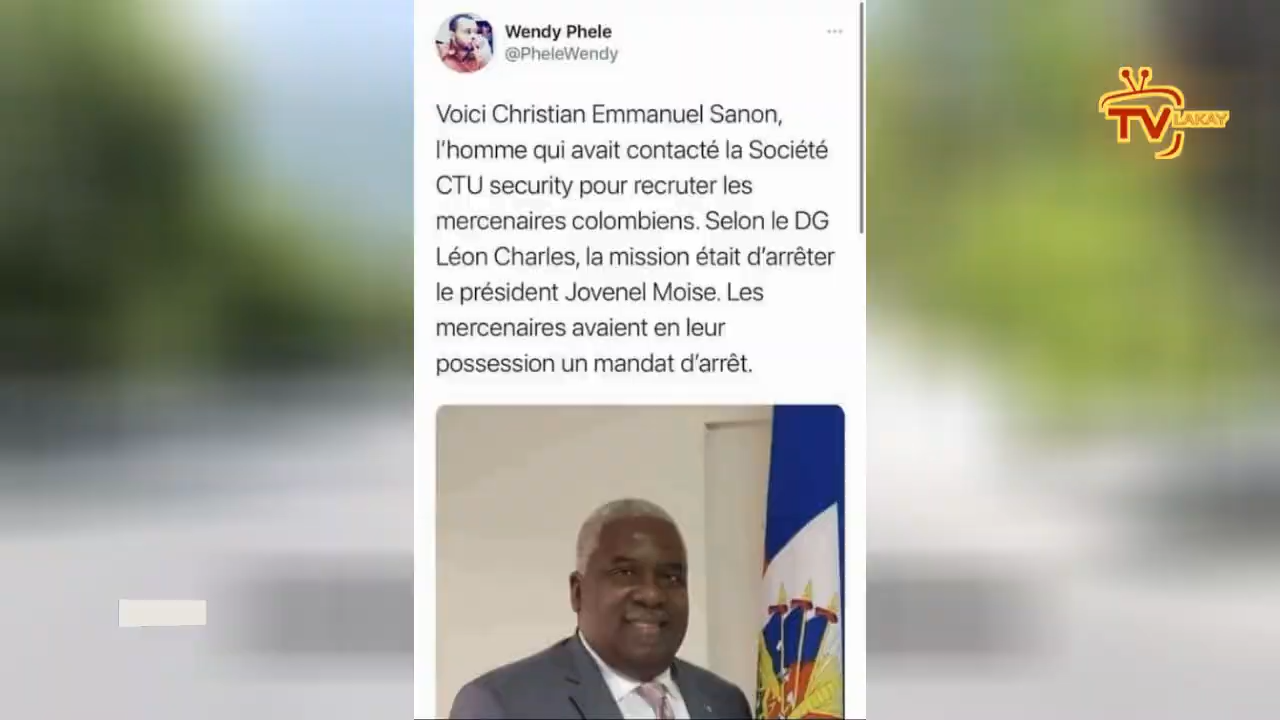 Wendy Phele
@PheleWendy
Voici Christian Emmanuel Sanon,
l'homme qui avait contacté la Société
CTU security pour recruter les
mercenaires colombiens. Selon le DG
Léon Charles, la mission était d'arrêter
le président Jovenel Moise. Les
mercenaires avaient en leur
possession un mandat d'arrêt.
TV LAKAY